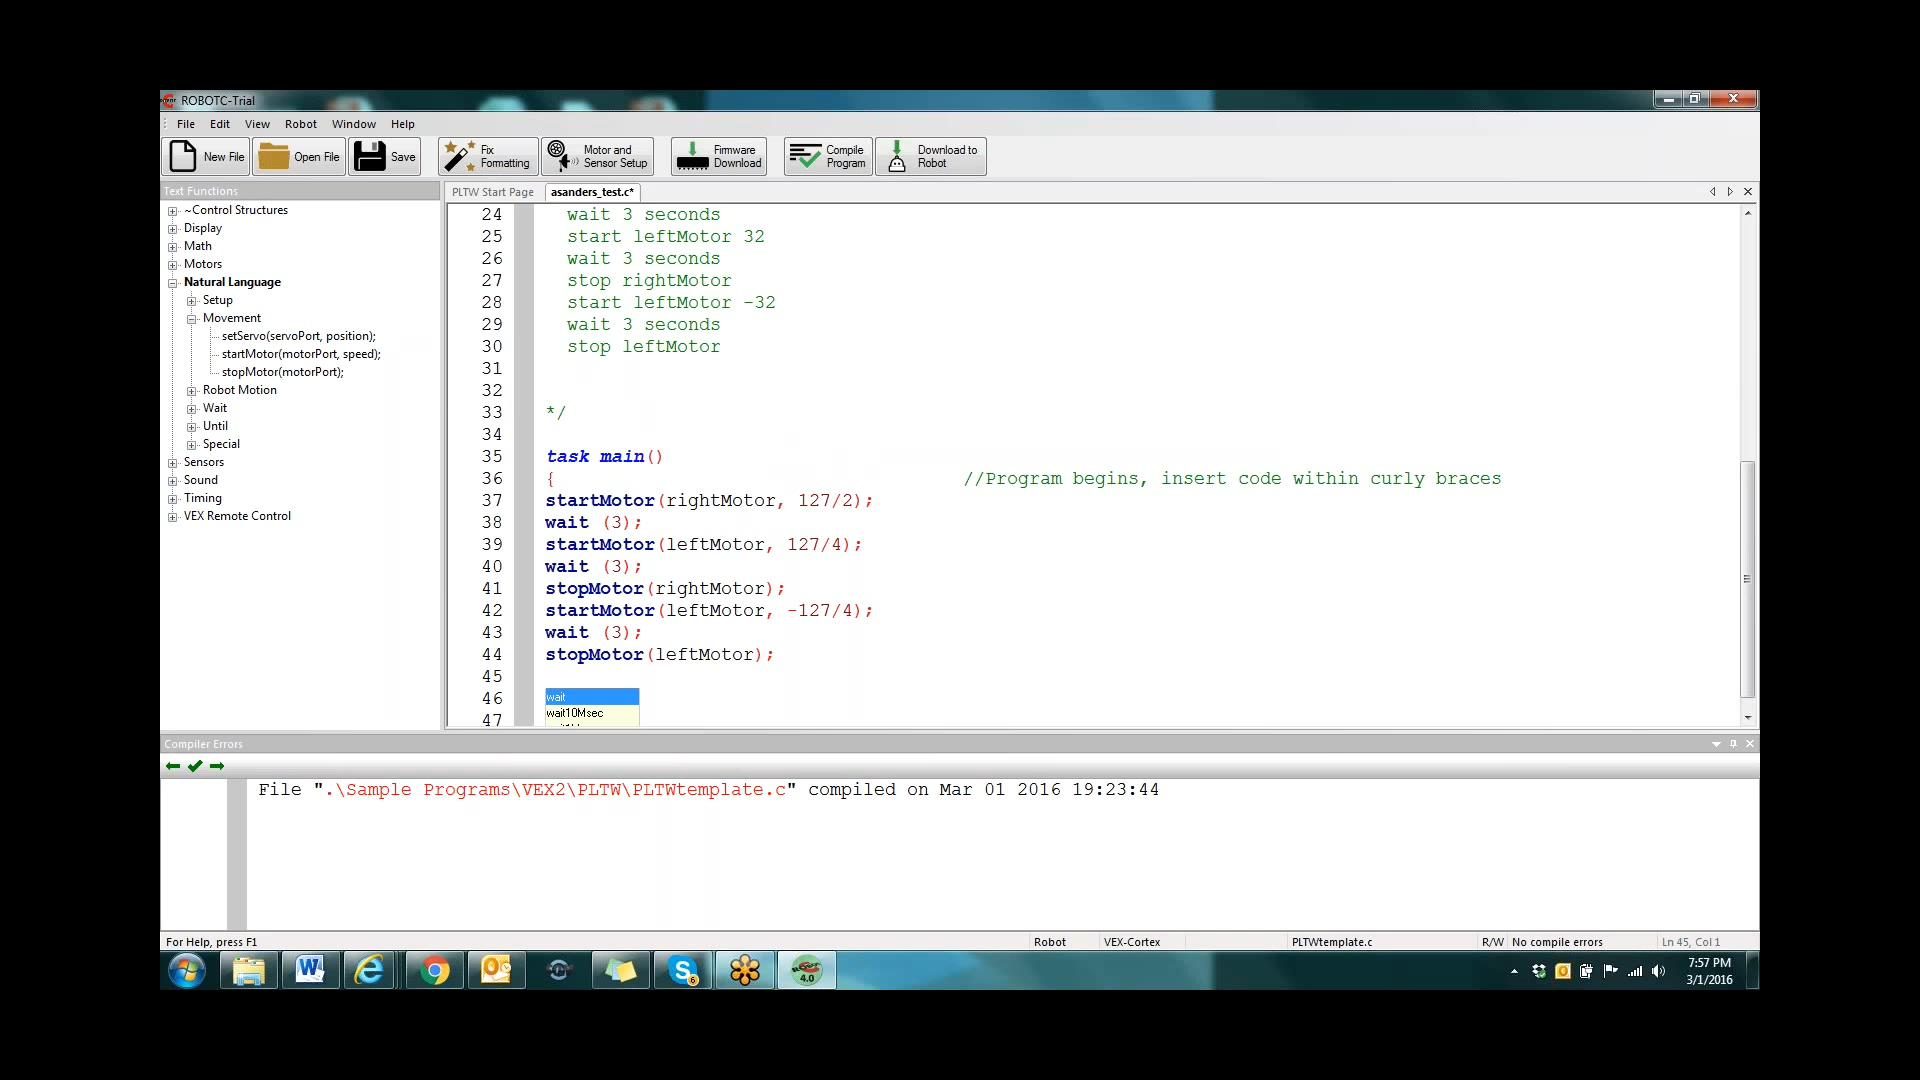 ROBOTC-Trial
File Edit View Robot Window Help
New File Open File Save Fix Formatting Motor and Sensor Setup Firmware Download Compile Program Download to Robot
Text Functions
PLTW Start Page asanders_test.c*
~Control Structures
Display
Math
Motors
Natural Language
Setup
Movement
setServo(servoPort, position);
startMotor(motorPort, speed);
stopMotor(motorPort);
Robot Motion
Wait
Until
Special
Sensors
Sound
Timing
VEX Remote Control
24 wait 3 seconds
25 start leftMotor 32
26 wait 3 seconds
27 stop rightMotor
28 start leftMotor -32
29 wait 3 seconds
30 stop leftMotor
31
32
33 */
34
35 task main()
36 { //Program begins, insert code within curly braces
37 startMotor(rightMotor, 127/2);
38 wait (3);
39 startMotor(leftMotor, 127/4);
40 wait (3);
41 stopMotor(rightMotor);
42 startMotor(leftMotor, -127/4);
43 wait (3);
44 stopMotor(leftMotor);
45
46 wait
wait10Msec
47
Compiler Errors
File ".\Sample Programs\VEX2\PLTW\PLTWtemplate.c" compiled on Mar 01 2016 19:23:44
For Help, press F1 Robot VEX-Cortex PLTWtemplate.c R/W No compile errors Ln 45, Col 1
4.0
7:57 PM
3/1/2016